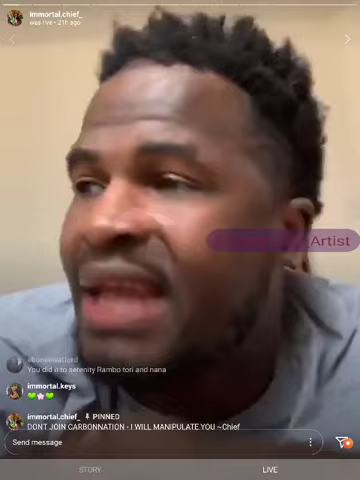 immortal.chief_
was live • 21h ago
Artist
eboneewatford
You did it to serenity Rambo tori and nana
immortal.keys
immortal.chief_ PINNED
DONT JOIN CARBONNATION - I WILL MANIPULATE YOU ~Chief
Send message
STORY
LIVE